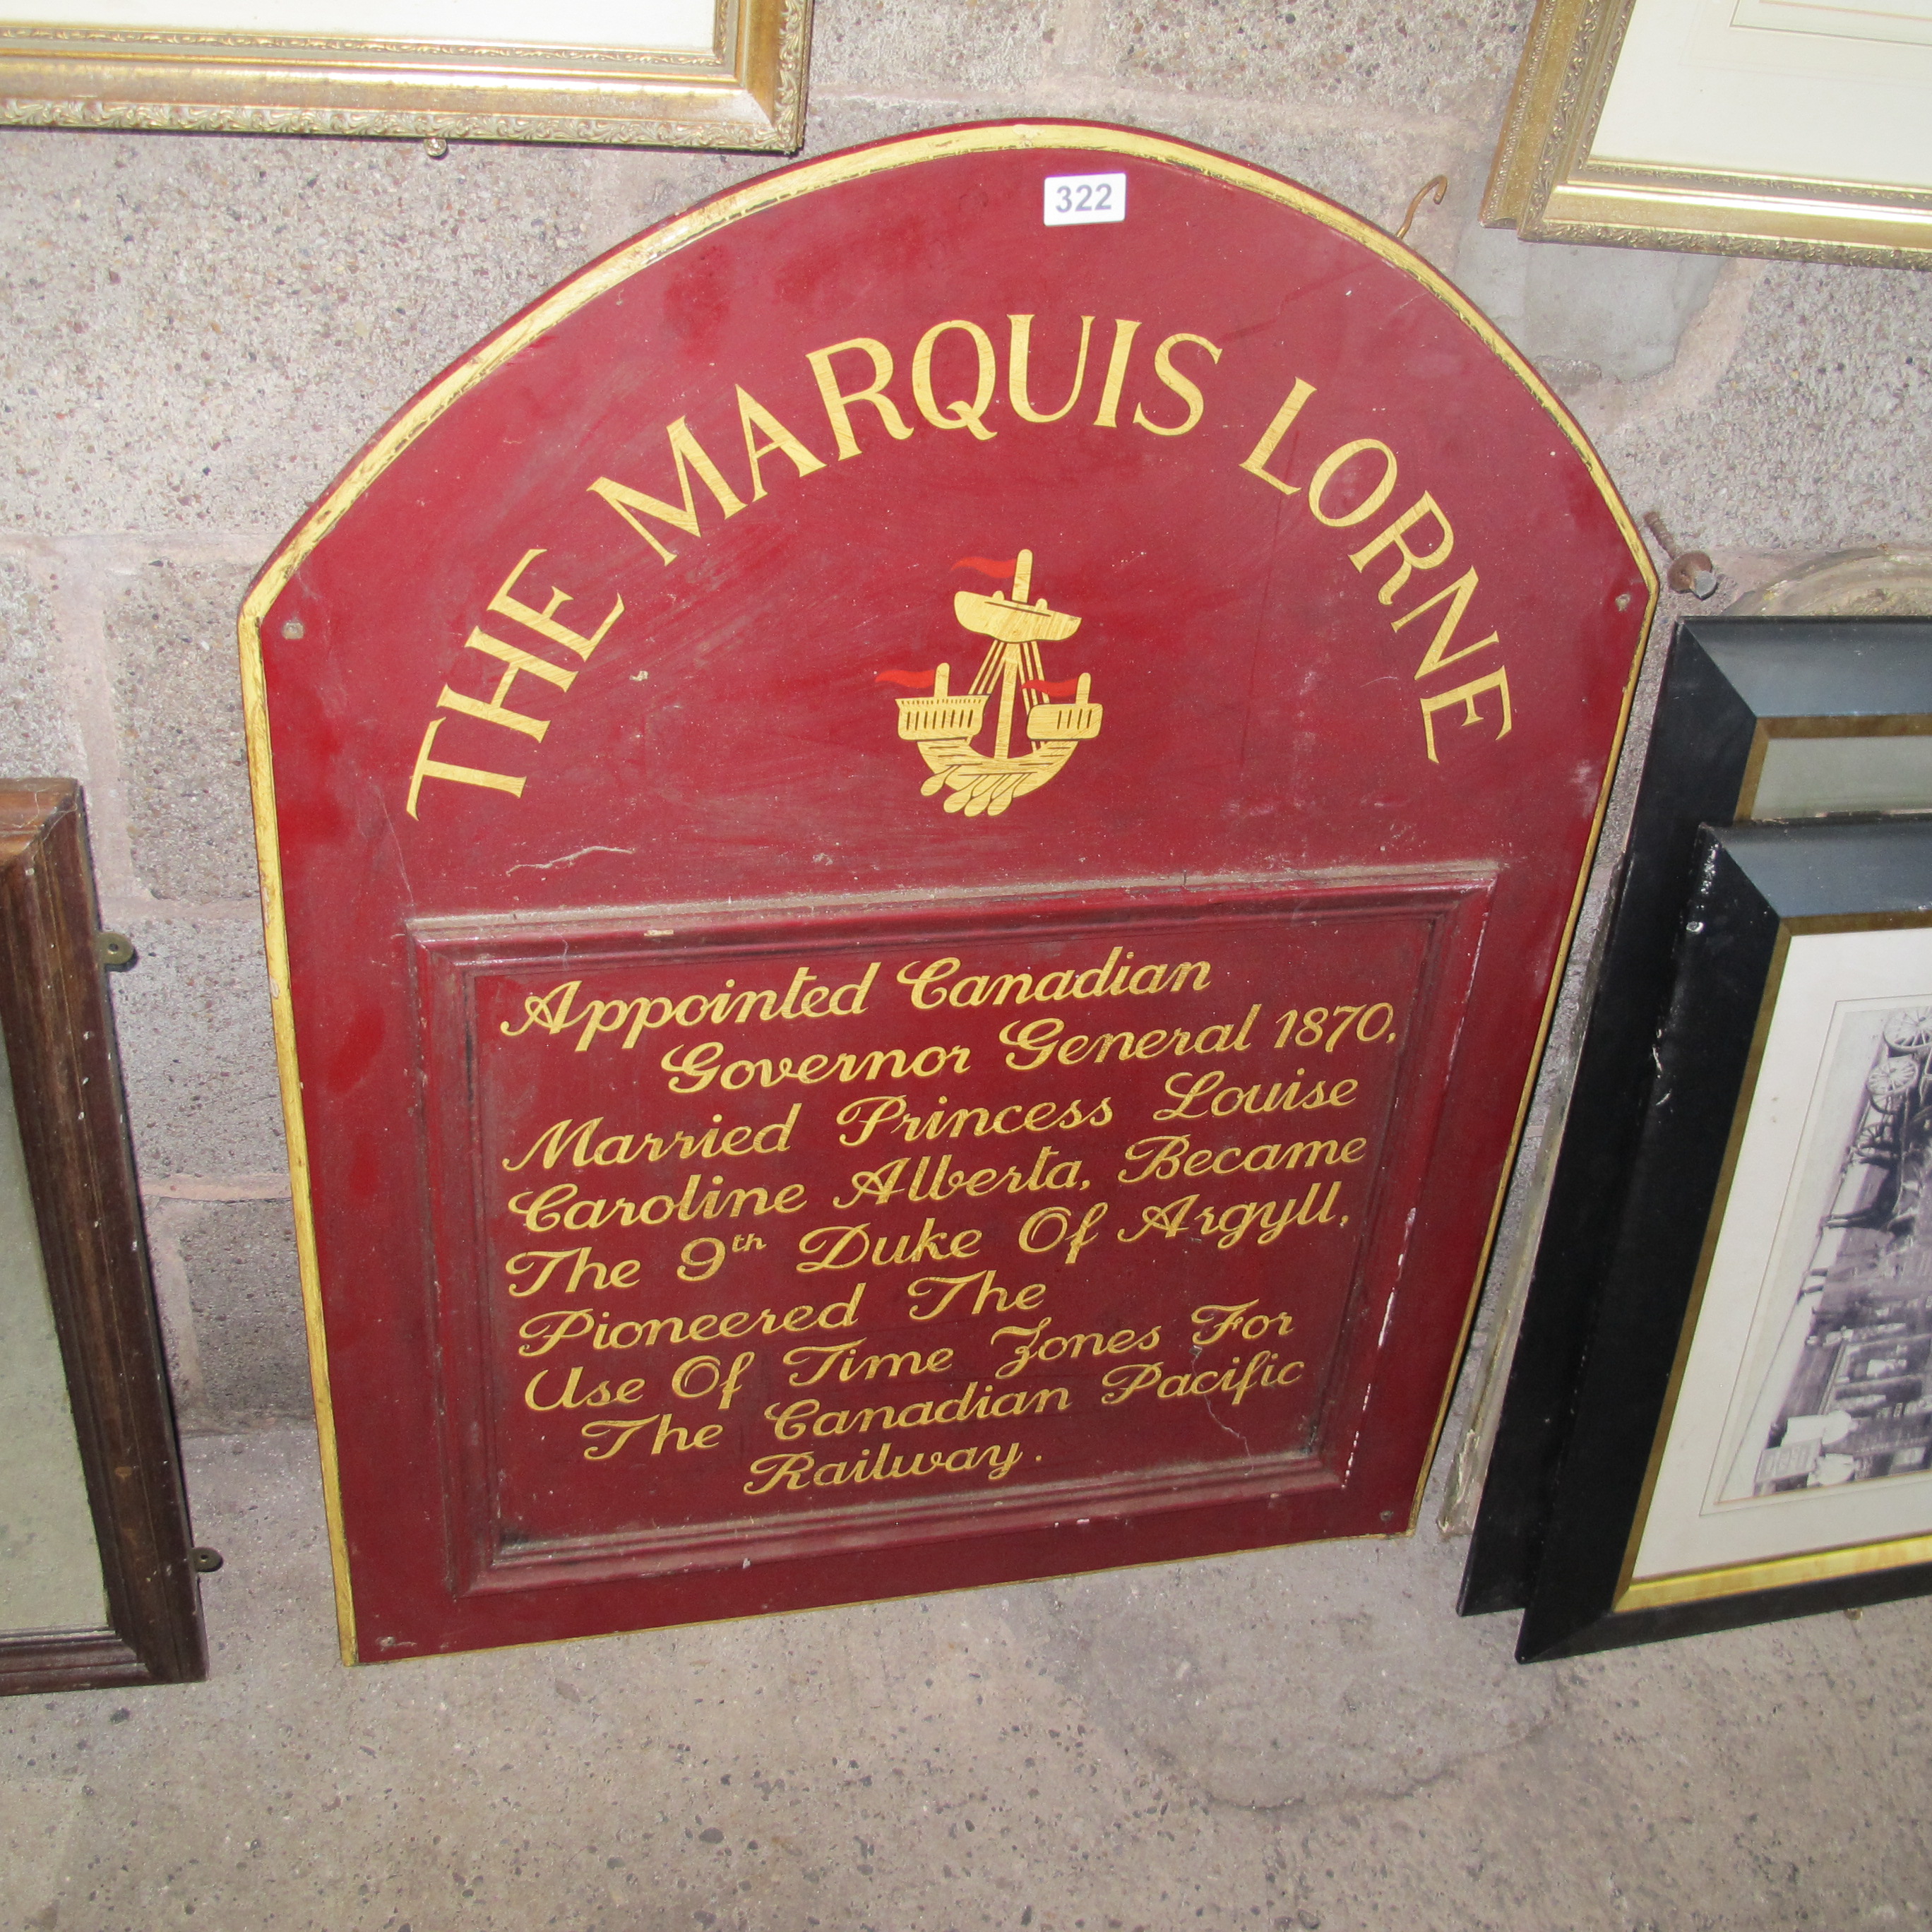 322
THE MARQUIS LORNE
Appointed Canadian
Governor General 1870,
Married Princess Louise
Caroline Alberta, Became
The 9th Duke Of Argyll,
Pioneered The
Use Of Time Zones For
The Canadian Pacific
Railway.